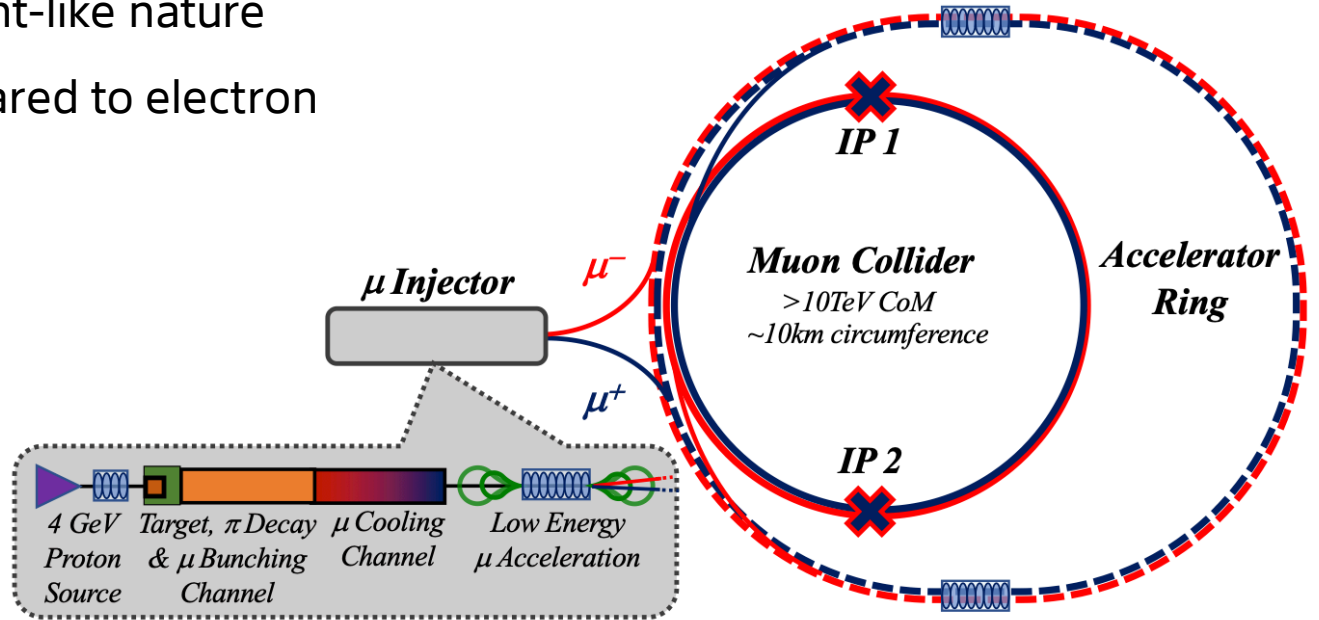 nt-like nature
ared to electron
IP 1
μ Injector
μ−
Muon Collider
>10TeV CoM
~10km circumference
Accelerator
Ring
μ+
IP 2
4 GeV
Proton
Source
Target, π Decay
& μ Bunching
Channel
μ Cooling
Channel
Low Energy
μ Acceleration